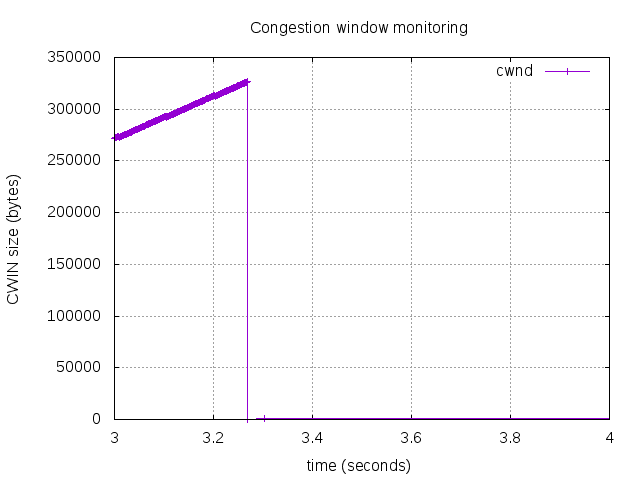 Congestion window monitoring
350000
300000
250000
200000
150000
100000
50000
0
CWIN size (bytes)
cwnd
3 3.2 3.4 3.6 3.8 4
time (seconds)